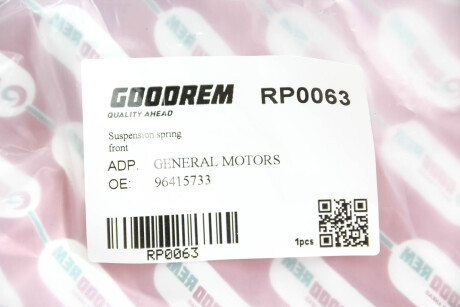 GOODREM RP0063
QUALITY AHEAD
Suspension spring
front
ADP. GENERAL MOTORS
OE: 96415733
1pcs
RP0063